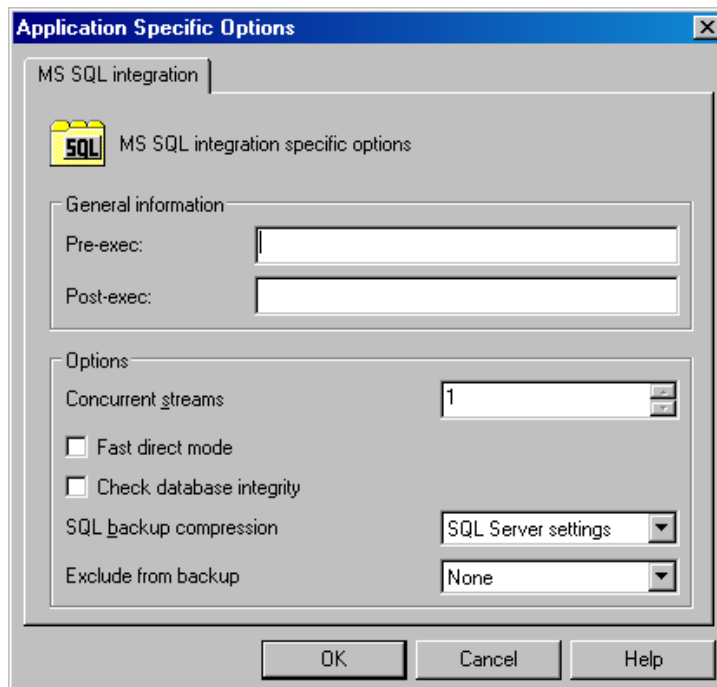 Application Specific Options
MS SQL integration
SQL MS SQL integration specific options
General information
Pre-exec:
Post-exec:
Options
Concurrent streams 1
Fast direct mode
Check database integrity
SQL backup compression SQL Server settings
Exclude from backup None
OK Cancel Help